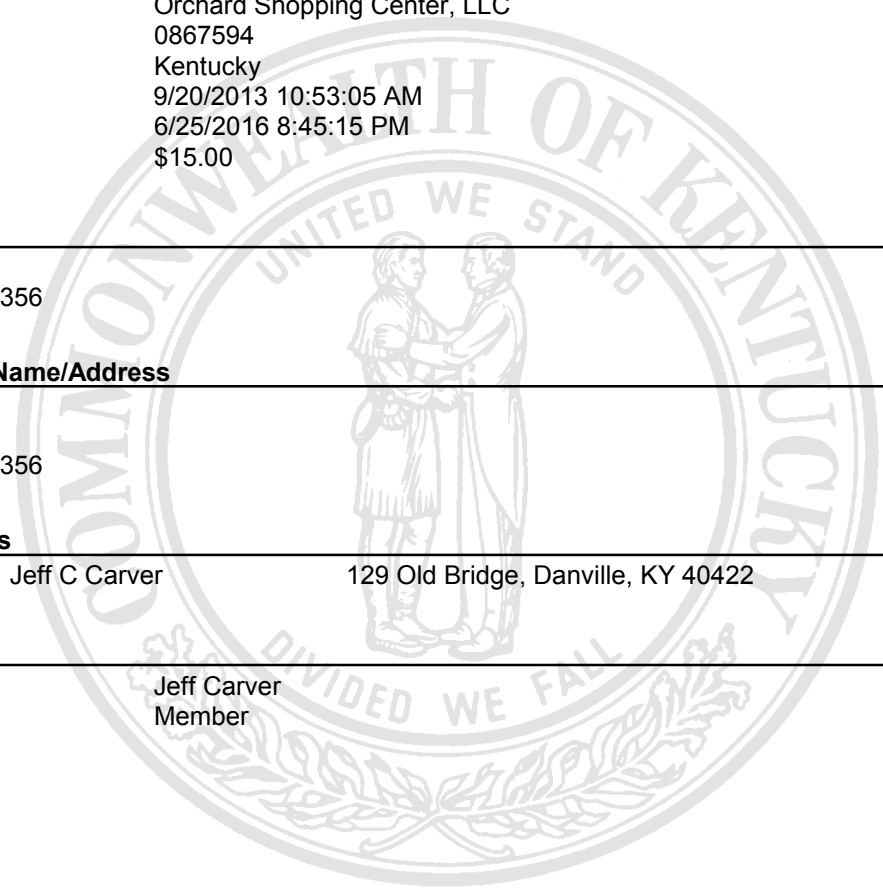 Orchard Shopping Center, LLC
0867594
Kentucky
9/20/2013 10:53:05 AM
6/25/2016 8:45:15 PM
$15.00
COMMONWEALTH OF KENTUCKY
UNITED WE STAND
356
Name/Address
356
s
Jeff C Carver 129 Old Bridge, Danville, KY 40422
DIVIDED WE FALL
Jeff Carver
Member